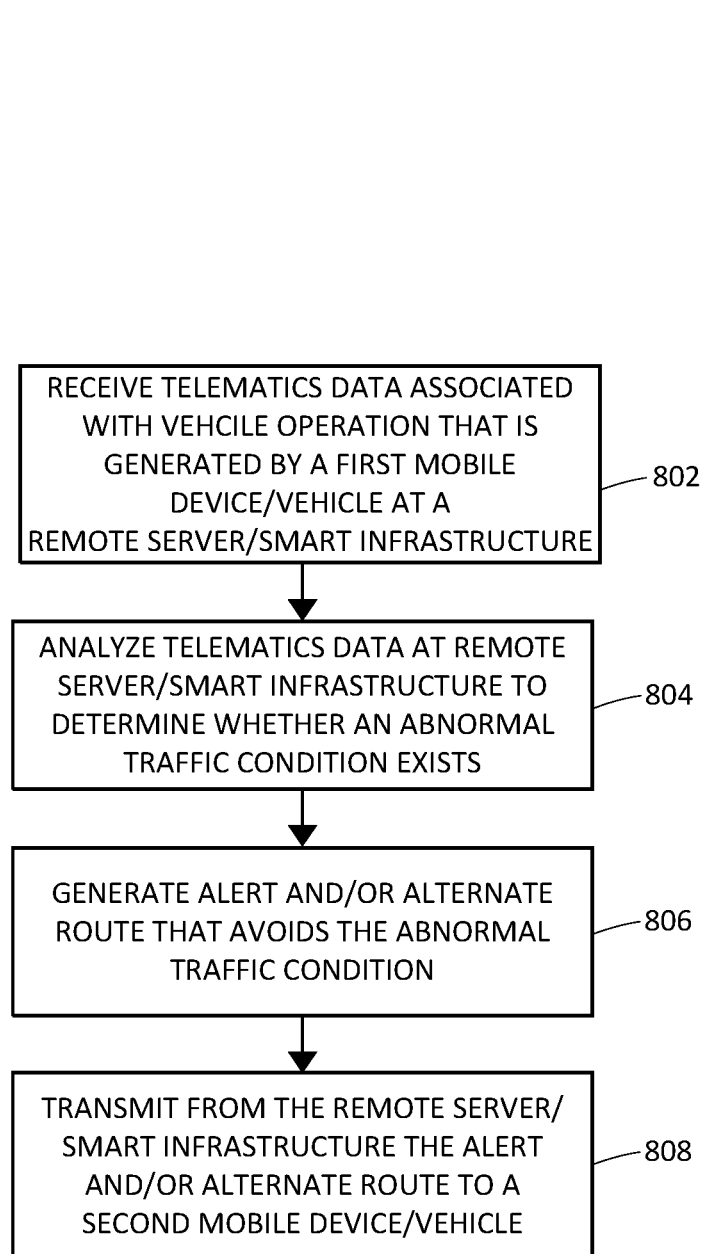 RECEIVE TELEMATICS DATA ASSOCIATED
WITH VEHCILE OPERATION THAT IS
GENERATED BY A FIRST MOBILE
DEVICE/VEHICLE AT A
REMOTE SERVER/SMART INFRASTRUCTURE
802
ANALYZE TELEMATICS DATA AT REMOTE
SERVER/SMART INFRASTRUCTURE TO
DETERMINE WHETHER AN ABNORMAL
TRAFFIC CONDITION EXISTS
804
GENERATE ALERT AND/OR ALTERNATE
ROUTE THAT AVOIDS THE ABNORMAL
TRAFFIC CONDITION
806
TRANSMIT FROM THE REMOTE SERVER/
SMART INFRASTRUCTURE THE ALERT
AND/OR ALTERNATE ROUTE TO A
SECOND MOBILE DEVICE/VEHICLE
808